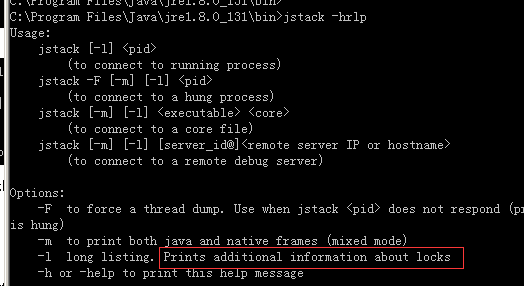 C:\Program Files\Java\jre1.8.0_131\bin>
C:\Program Files\Java\jre1.8.0_131\bin>jstack -hrlp
Usage:
jstack [-l] <pid>
(to connect to running process)
jstack -F [-m] [-l] <pid>
(to connect to a hung process)
jstack [-m] [-l] <executable> <core>
(to connect to a core file)
jstack [-m] [-l] [server_id@]<remote server IP or hostname>
(to connect to a remote debug server)
Options:
-F  to force a thread dump. Use when jstack <pid> does not respond (pr
is hung)
-m  to print both java and native frames (mixed mode)
-l  long listing. Prints additional information about locks
-h or -help to print this help message